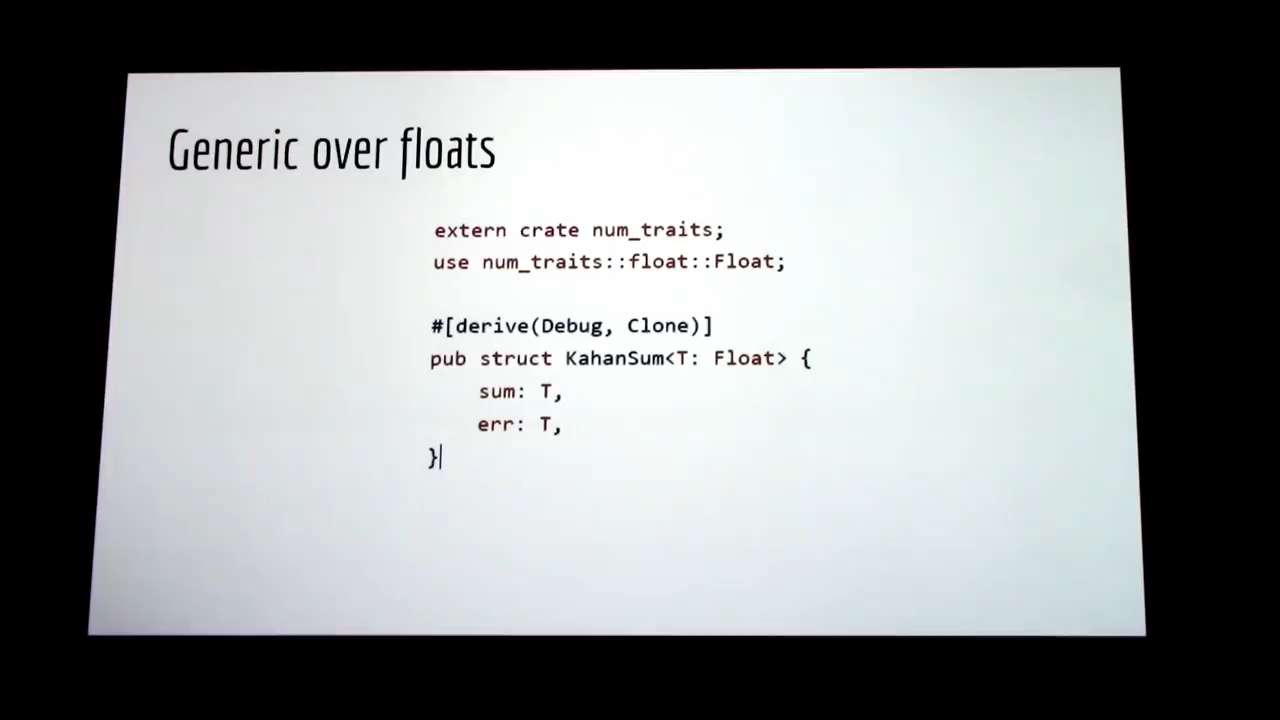 Generic over floats
extern crate num_traits;
use num_traits::float::Float;
#[derive(Debug, Clone)]
pub struct KahanSum<T: Float> {
    sum: T,
    err: T,
}